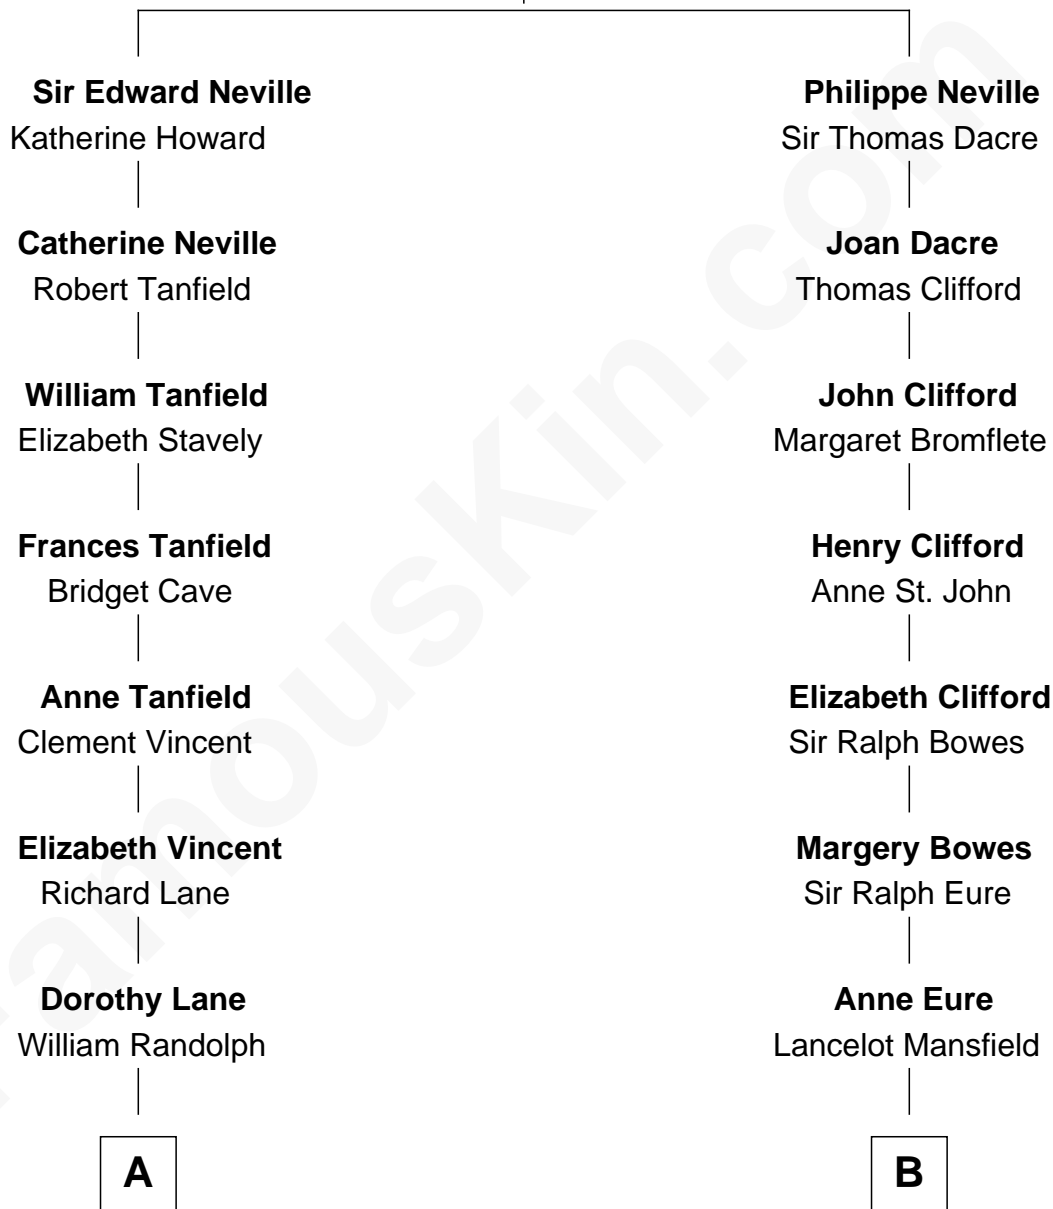 Sir Edward Neville
Katherine Howard
Catherine Neville
Robert Tanfield
William Tanfield
Elizabeth Stavely
Frances Tanfield
Bridget Cave
Anne Tanfield
Clement Vincent
Elizabeth Vincent
Richard Lane
Dorothy Lane
William Randolph
A
Philippe Neville
Sir Thomas Dacre
Joan Dacre
Thomas Clifford
John Clifford
Margaret Bromflete
Henry Clifford
Anne St. John
Elizabeth Clifford
Sir Ralph Bowes
Margery Bowes
Sir Ralph Eure
Anne Eure
Lancelot Mansfield
B
FamousKin.com